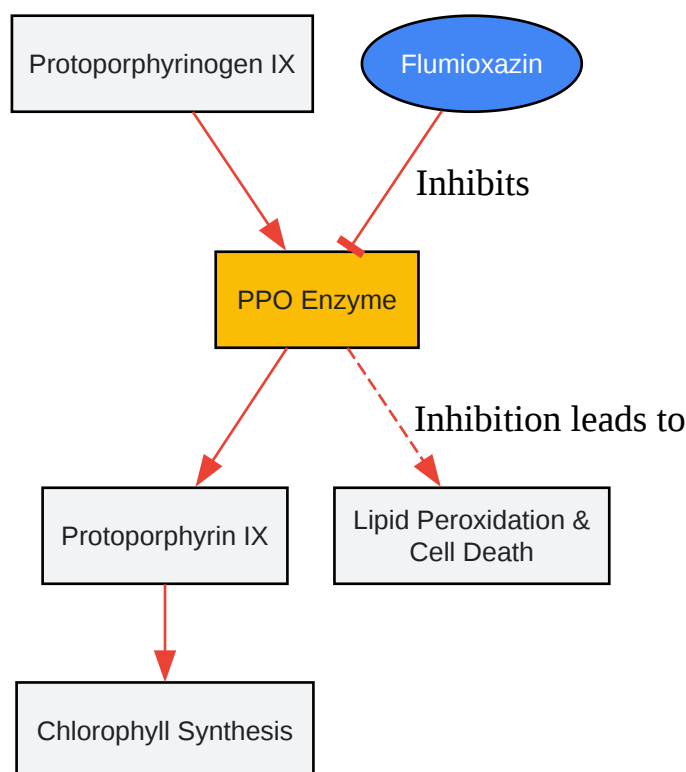 Protoporphyrinogen IX
Flumioxazin
Inhibits
PPO Enzyme
Inhibition leads to
Protoporphyrin IX
Lipid Peroxidation &
Cell Death
Chlorophyll Synthesis